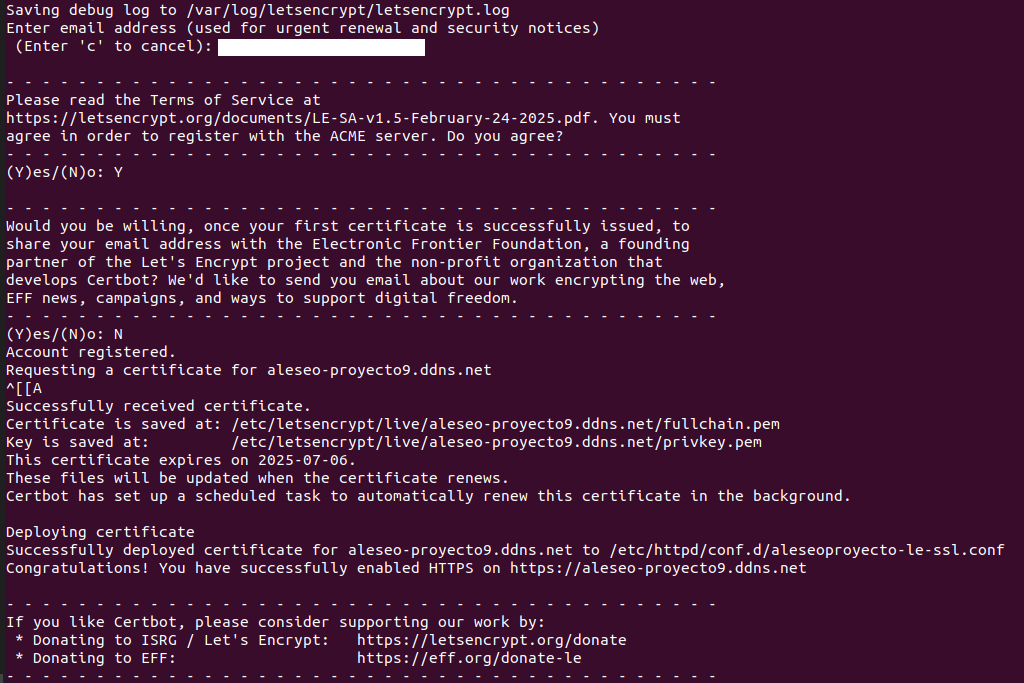 Saving debug log to /var/log/letsencrypt/letsencrypt.log
Enter email address (used for urgent renewal and security notices)
 (Enter 'c' to cancel):
- - - - - - - - - - - - - - - - - - - - - - - - - - - - - - - - - - - - - - - -
Please read the Terms of Service at
https://letsencrypt.org/documents/LE-SA-v1.5-February-24-2025.pdf. You must
agree in order to register with the ACME server. Do you agree?
- - - - - - - - - - - - - - - - - - - - - - - - - - - - - - - - - - - - - - - -
(Y)es/(N)o: Y
- - - - - - - - - - - - - - - - - - - - - - - - - - - - - - - - - - - - - - - -
Would you be willing, once your first certificate is successfully issued, to
share your email address with the Electronic Frontier Foundation, a founding
partner of the Let's Encrypt project and the non-profit organization that
develops Certbot? We'd like to send you email about our work encrypting the web,
EFF news, campaigns, and ways to support digital freedom.
- - - - - - - - - - - - - - - - - - - - - - - - - - - - - - - - - - - - - - - -
(Y)es/(N)o: N
Account registered.
Requesting a certificate for aleseo-proyecto9.ddns.net
^[[A
Successfully received certificate.
Certificate is saved at: /etc/letsencrypt/live/aleseo-proyecto9.ddns.net/fullchain.pem
Key is saved at:         /etc/letsencrypt/live/aleseo-proyecto9.ddns.net/privkey.pem
This certificate expires on 2025-07-06.
These files will be updated when the certificate renews.
Certbot has set up a scheduled task to automatically renew this certificate in the background.
Deploying certificate
Successfully deployed certificate for aleseo-proyecto9.ddns.net to /etc/httpd/conf.d/aleseoproyecto-le-ssl.conf
Congratulations! You have successfully enabled HTTPS on https://aleseo-proyecto9.ddns.net
- - - - - - - - - - - - - - - - - - - - - - - - - - - - - - - - - - - - - - - -
If you like Certbot, please consider supporting our work by:
 * Donating to ISRG / Let's Encrypt:   https://letsencrypt.org/donate
 * Donating to EFF:                    https://eff.org/donate-le
- - - - - - - - - - - - - - - - - - - - - - - - - - - - - - - - - - - - - - - -